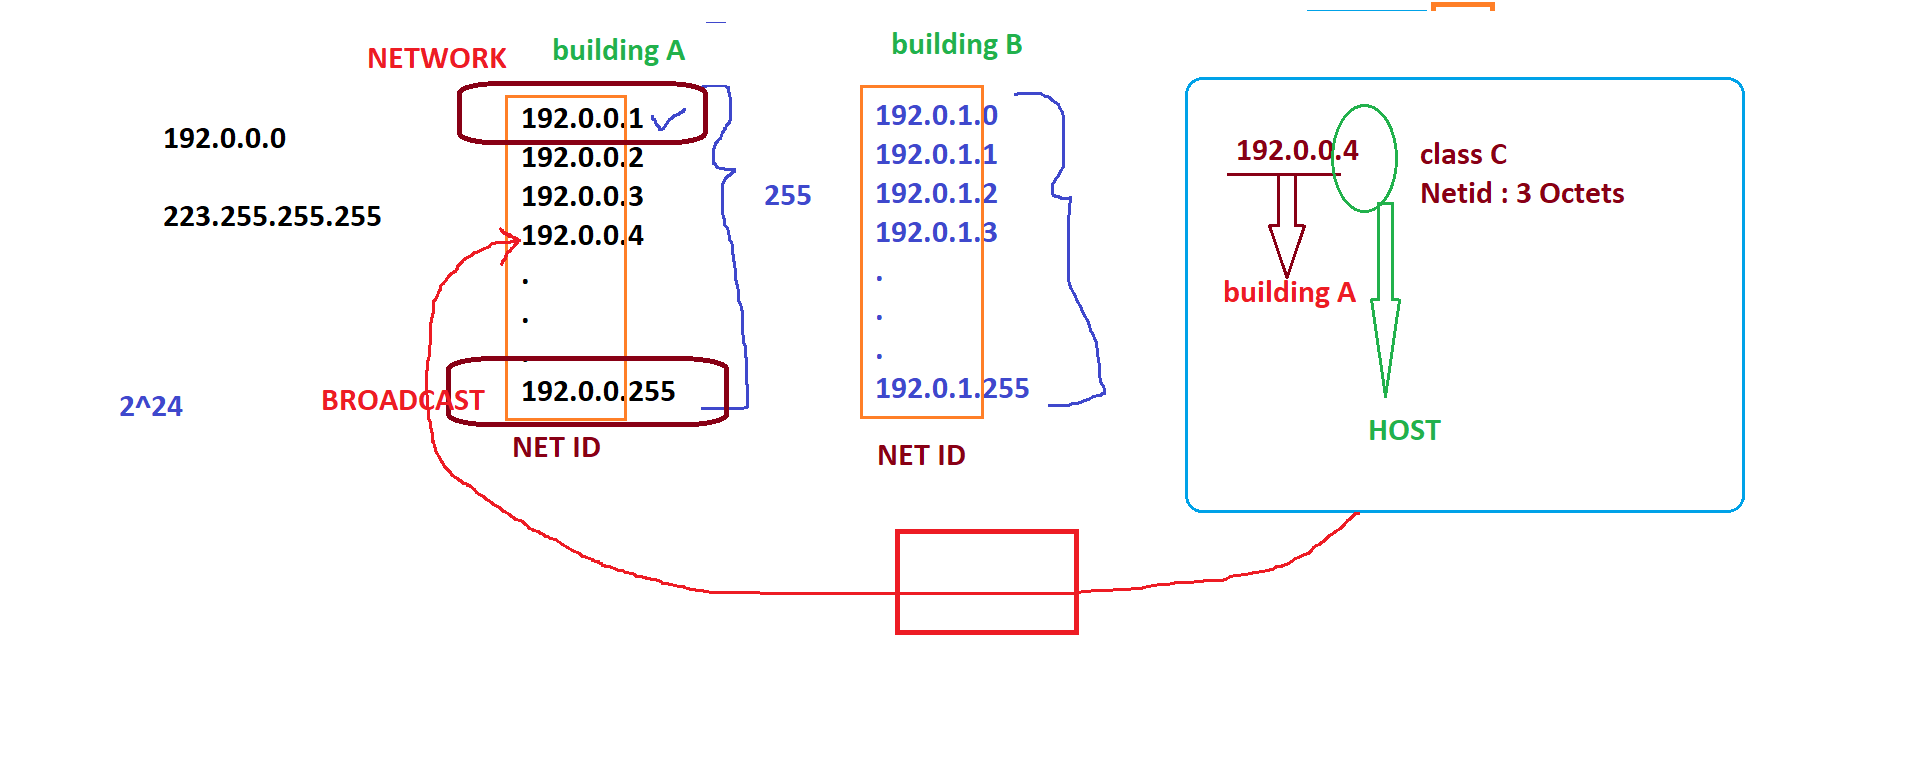 NETWORK
building A
192.0.0.0
223.255.255.255
2^24
192.0.0.1
192.0.0.2
192.0.0.3
192.0.0.4
.
.
.
192.0.0.255
255
BROADCAST
NET ID
building B
192.0.1.0
192.0.1.1
192.0.1.2
192.0.1.3
.
.
.
192.0.1.255
NET ID
192.0.0.4
class C
Netid : 3 Octets
building A
HOST